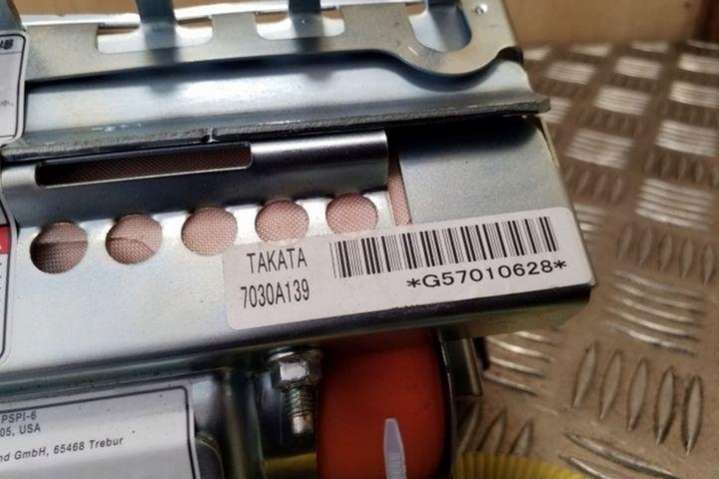 TAKATA
7030A139
*G57010628*
PSPI-6
05, USA
nd GmbH, 65468 Trebur